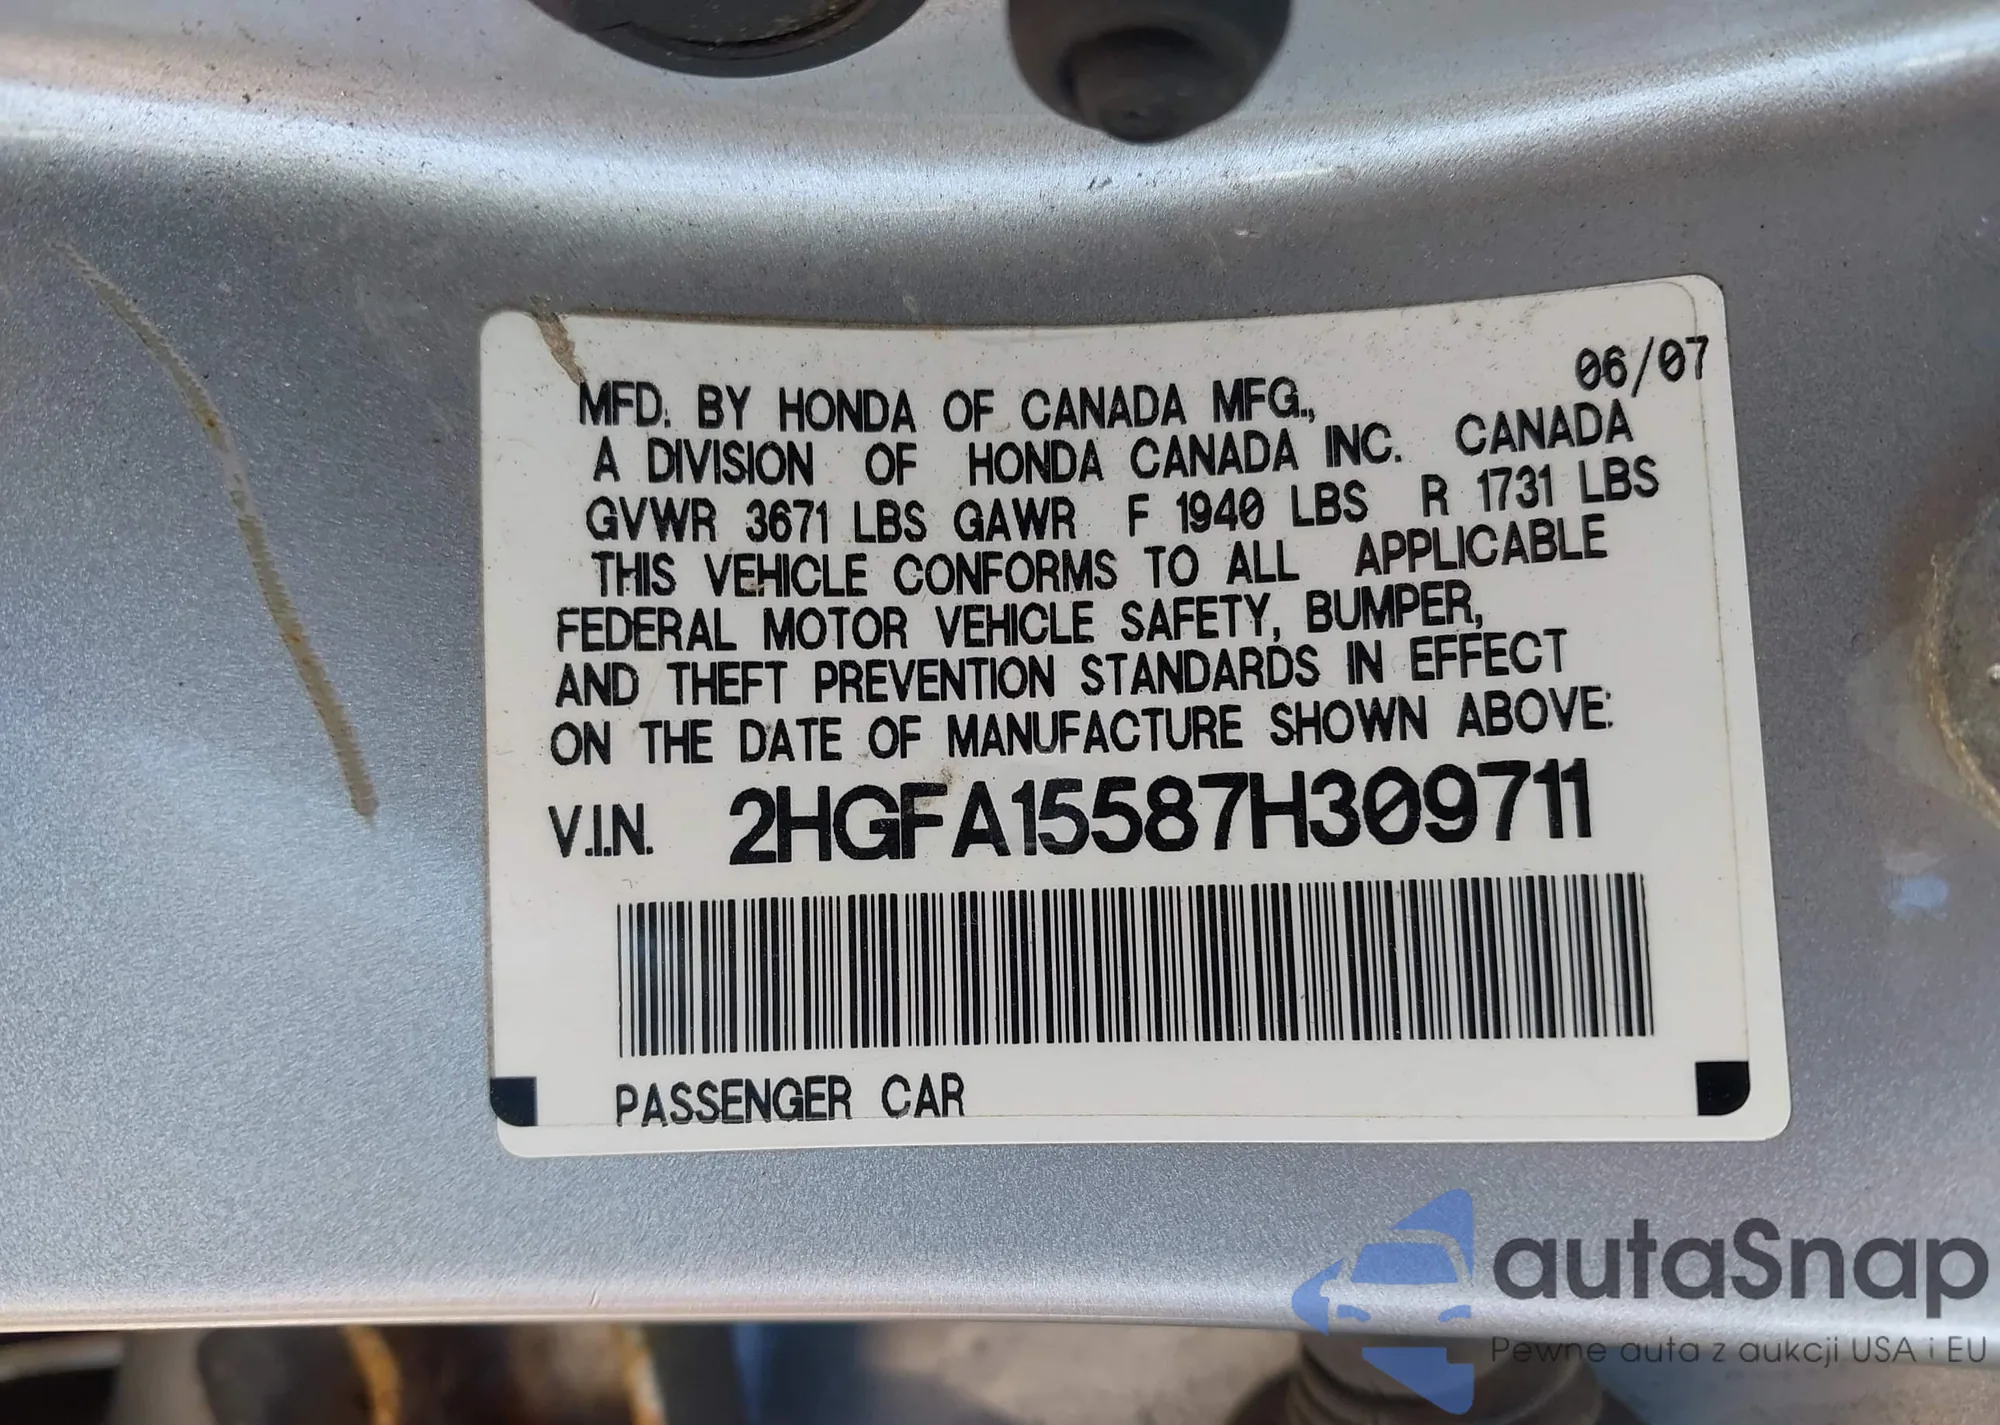 06/07
MFD. BY HONDA OF CANADA MFG.,
A DIVISION OF HONDA CANADA INC. CANADA
GVWR 3671 LBS GAWR F 1940 LBS R 1731 LBS
THIS VEHICLE CONFORMS TO ALL APPLICABLE
FEDERAL MOTOR VEHICLE SAFETY, BUMPER,
AND THEFT PREVENTION STANDARDS IN EFFECT
ON THE DATE OF MANUFACTURE SHOWN ABOVE:
V.I.N. 2HGFA15587H309711
PASSENGER CAR
autaSnap
Pewne auta z aukcji USA i EU